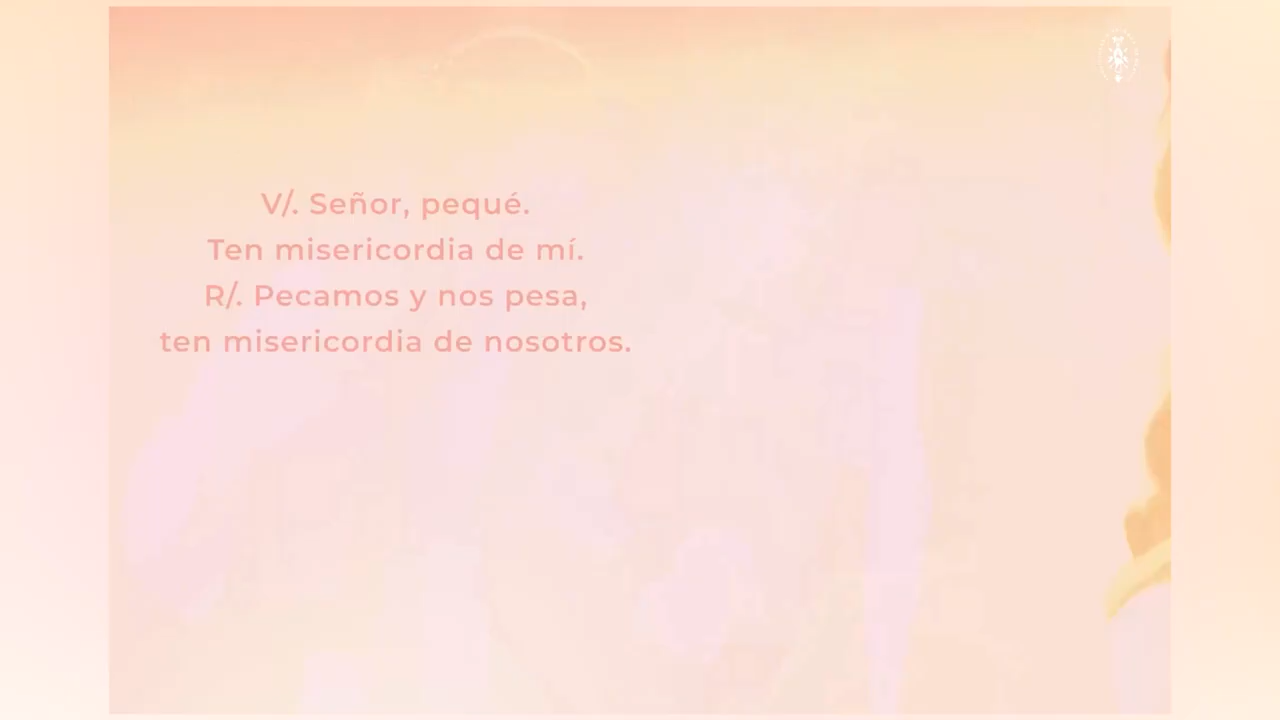 V/. Señor, pequé.
Ten misericordia de mí.
R/. Pecamos y nos pesa,
ten misericordia de nosotros.